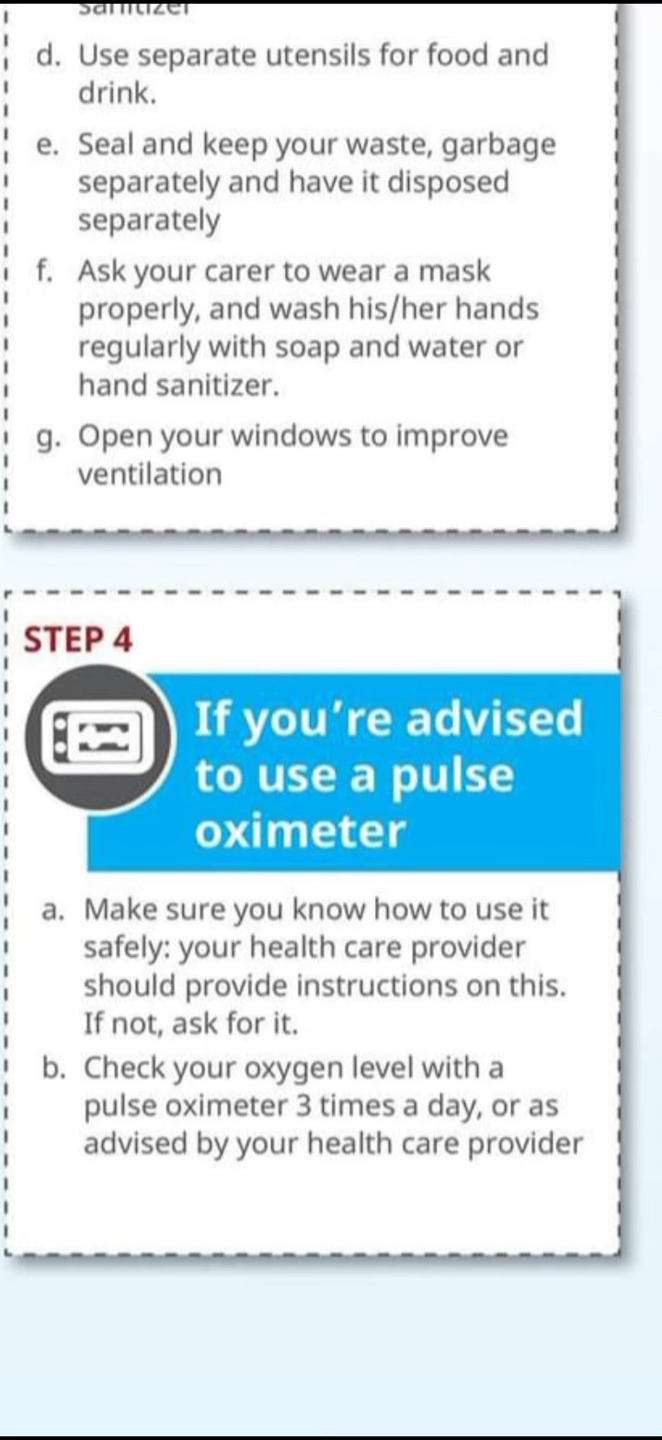 sanitizer
d. Use separate utensils for food and
drink.
e. Seal and keep your waste, garbage
separately and have it disposed
separately
f. Ask your carer to wear a mask
properly, and wash his/her hands
regularly with soap and water or
hand sanitizer.
g. Open your windows to improve
ventilation
STEP 4
If you're advised
to use a pulse
oximeter
a. Make sure you know how to use it
safely: your health care provider
should provide instructions on this.
If not, ask for it.
b. Check your oxygen level with a
pulse oximeter 3 times a day, or as
advised by your health care provider